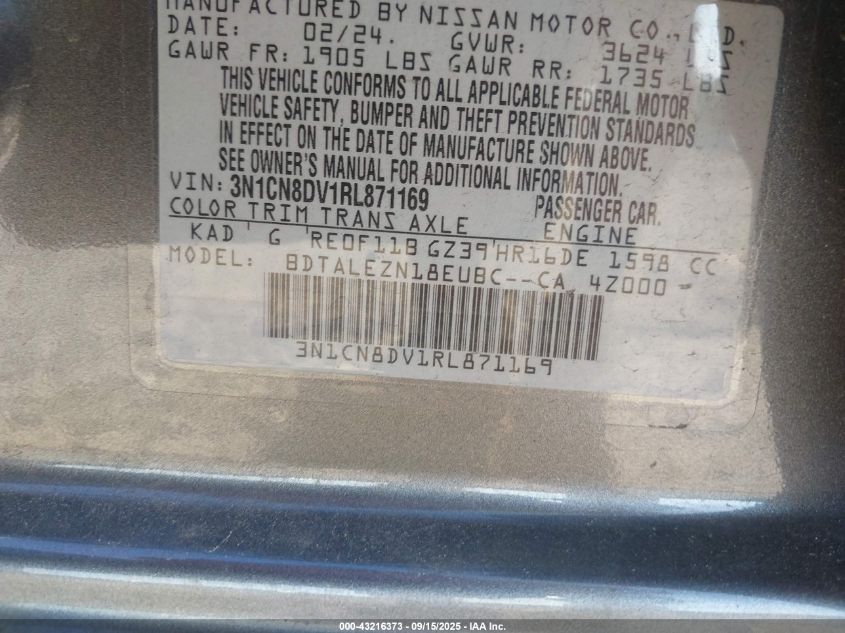 MANUFACTURED BY NISSAN MOTOR CO., LTD.
DATE: 02/24. GVWR: 3624 LBS
GAWR FR: 1905 LBS GAWR RR: 1735 LBS
THIS VEHICLE CONFORMS TO ALL APPLICABLE FEDERAL MOTOR
VEHICLE SAFETY, BUMPER AND THEFT PREVENTION STANDARDS
IN EFFECT ON THE DATE OF MANUFACTURE SHOWN ABOVE.
SEE OWNER'S MANUAL FOR ADDITIONAL INFORMATION.
VIN: 3N1CN8DV1RL871169 PASSENGER CAR.
COLOR TRIM TRANS AXLE ENGINE
KAD G RE0F11B GZ39 HR16DE 1598 CC
MODEL: BDTALEZN18EUBC--CA 4Z000 -
3N1CN8DV1RL871169
000-43216373 - 09/15/2025 - IAA Inc.